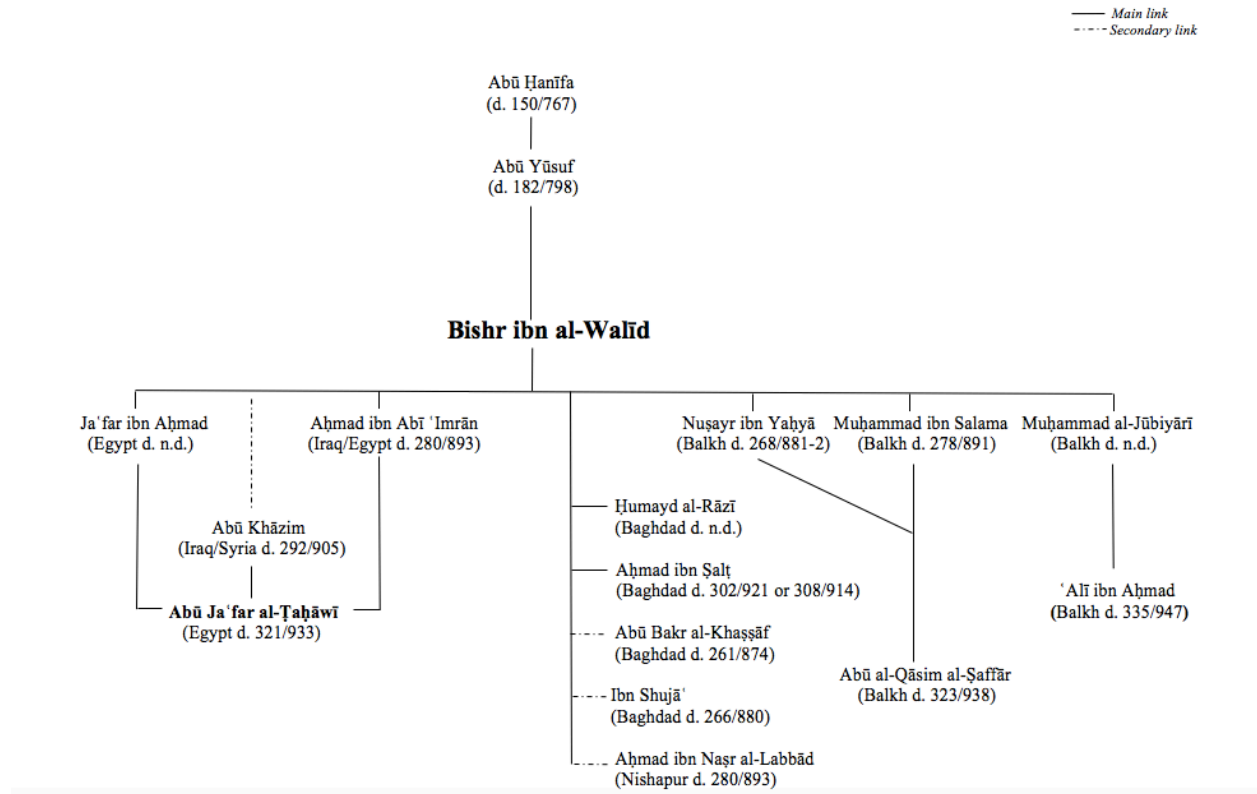 Main link
Secondary link
Abū Ḥanīfa
(d. 150/767)
Abū Yūsuf
(d. 182/798)
Bishr ibn al-Walīd
Jaʿfar ibn Aḥmad
(Egypt d. n.d.)
Aḥmad ibn Abī ʿImrān
(Iraq/Egypt d. 280/893)
Nuṣayr ibn Yaḥyā
(Balkh d. 268/881-2)
Muḥammad ibn Salama
(Balkh d. 278/891)
Muḥammad al-Jūbiyārī
(Balkh d. n.d.)
Abū Khāzim
(Iraq/Syria d. 292/905)
Abū Jaʿfar al-Ṭaḥāwī
(Egypt d. 321/933)
Ḥumayd al-Rāzī
(Baghdad d. n.d.)
Aḥmad ibn Ṣalṭ
(Baghdad d. 302/921 or 308/914)
Abū Bakr al-Khaṣṣāf
(Baghdad d. 261/874)
Ibn Shujāʿ
(Baghdad d. 266/880)
Aḥmad ibn Naṣr al-Labbād
(Nishapur d. 280/893)
ʿAlī ibn Aḥmad
(Balkh d. 335/947)
Abū al-Qāsim al-Ṣaffār
(Balkh d. 323/938)